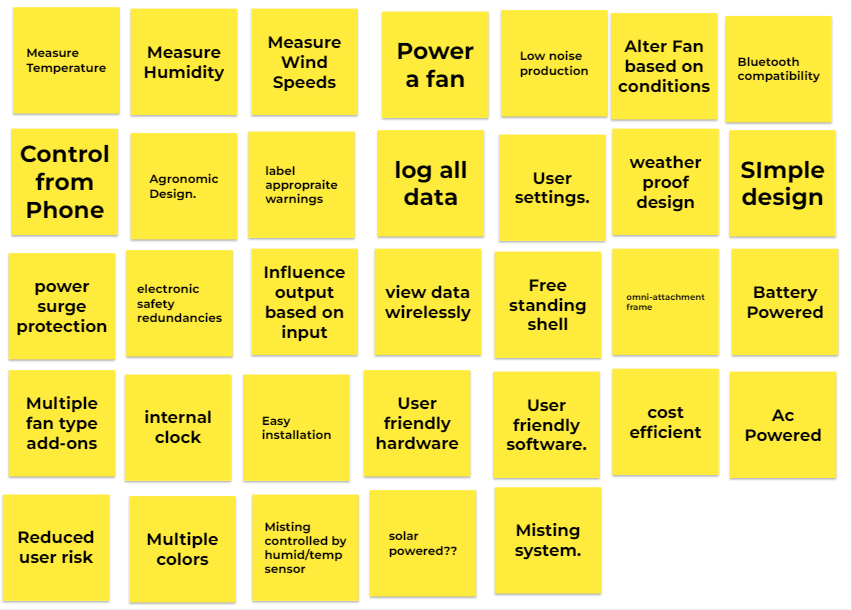 Measure
Temperature
Measure
Humidity
Measure
Wind
Speeds
Power
a fan
Low noise
production
Alter Fan
based on
conditions
Bluetooth
compatibility
Control
from
Phone
Agronomic
Design.
label
appropraite
warnings
log all
data
User
settings.
weather
proof
design
SImple
design
power
surge
protection
electronic
safety
redundancies
Influence
output
based on
input
view data
wirelessly
Free
standing
shell
omni-attachment
frame
Battery
Powered
Multiple
fan type
add-ons
internal
clock
Easy
installation
User
friendly
hardware
User
friendly
software.
cost
efficient
Ac
Powered
Reduced
user risk
Multiple
colors
Misting
controlled by
humid/temp
sensor
solar
powered??
Misting
system.